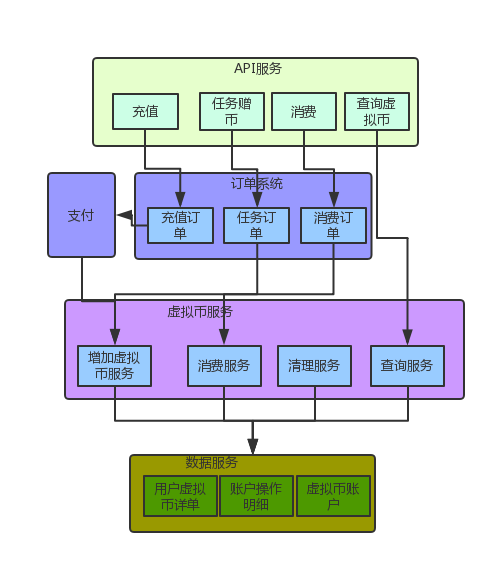 API服务
充值
任务赠
币
消费
查询虚
拟币
支付
订单系统
充值订
单
任务订
单
消费订
单
虚拟币服务
增加虚拟
币服务
消费服务
清理服务
查询服务
数据服务
用户虚拟
币详单
账户操作
明细
虚拟币账
户